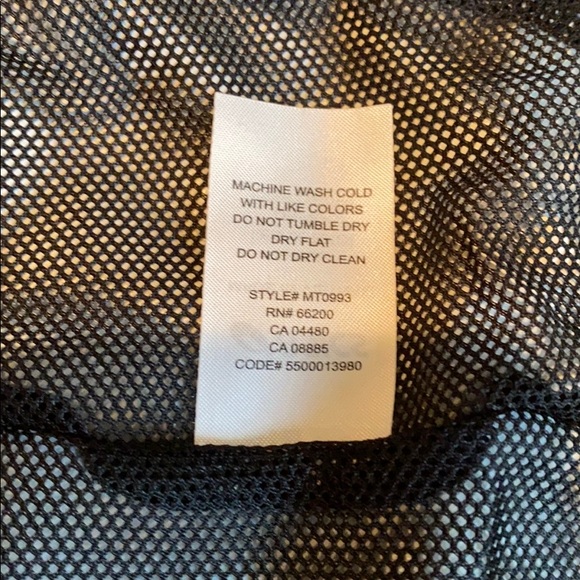 MACHINE WASH COLD
WITH LIKE COLORS
DO NOT TUMBLE DRY
DRY FLAT
DO NOT DRY CLEAN
STYLE# MT0993
RN# 66200
CA 04480
CA 08885
CODE# 5500013980